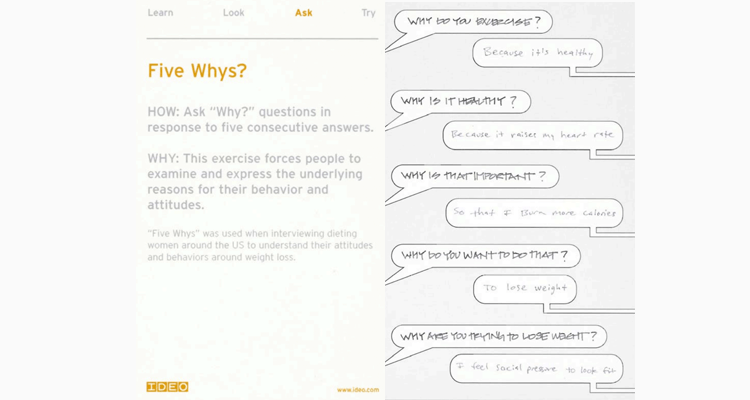 Learn Look Ask Try
Five Whys?
HOW: Ask “Why?” questions in
response to five consecutive answers.
WHY: This exercise forces people to
examine and express the underlying
reasons for their behavior and
attitudes.
“Five Whys” was used when interviewing dieting
women around the US to understand their attitudes
and behaviors around weight loss.
IDEO
www.ideo.com
WHY DO YOU EXERCISE?
Because it's healthy
WHY IS IT HEALTHY?
Because it raises my heart rate
WHY IS THAT IMPORTANT?
So that I Burn more calories
WHY DO YOU WANT TO DO THAT?
To lose weight
WHY ARE YOU TRYING TO LOSE WEIGHT?
I feel social pressure to look fit